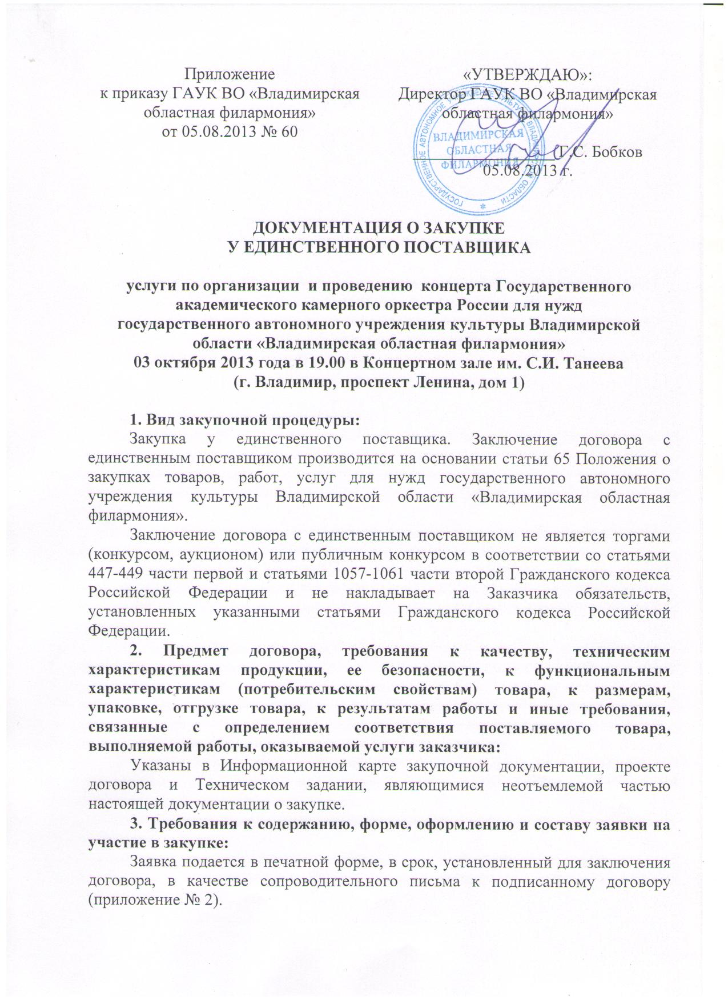 Приложение
к приказу ГАУК ВО «Владимирская
областная филармония»
от 05.08.2013 № 60
«УТВЕРЖДАЮ»:
Директор ГАУК ВО «Владимирская
областная филармония»
Г.С. Бобков
05.08.2013 г.
ГОСУДАРСТВЕННОЕ АВТОНОМНОЕ УЧРЕЖДЕНИЕ КУЛЬТУРЫ ВЛАДИМИРСКОЙ ОБЛАСТИ
ВЛАДИМИРСКАЯ
ОБЛАСТНАЯ
ФИЛАРМОНИЯ
ДОКУМЕНТАЦИЯ О ЗАКУПКЕ
У ЕДИНСТВЕННОГО ПОСТАВЩИКА
услуги по организации и проведению концерта Государственного
академического камерного оркестра России для нужд
государственного автономного учреждения культуры Владимирской
области «Владимирская областная филармония»
03 октября 2013 года в 19.00 в Концертном зале им. С.И. Танеева
(г. Владимир, проспект Ленина, дом 1)
1. Вид закупочной процедуры:
Закупка у единственного поставщика. Заключение договора с
единственным поставщиком производится на основании статьи 65 Положения о
закупках товаров, работ, услуг для нужд государственного автономного
учреждения культуры Владимирской области «Владимирская областная
филармония».
Заключение договора с единственным поставщиком не является торгами
(конкурсом, аукционом) или публичным конкурсом в соответствии со статьями
447-449 части первой и статьями 1057-1061 части второй Гражданского кодекса
Российской Федерации и не накладывает на Заказчика обязательств,
установленных указанными статьями Гражданского кодекса Российской
Федерации.
2. Предмет договора, требования к качеству, техническим
характеристикам продукции, ее безопасности, к функциональным
характеристикам (потребительским свойствам) товара, к размерам,
упаковке, отгрузке товара, к результатам работы и иные требования,
связанные с определением соответствия поставляемого товара,
выполняемой работы, оказываемой услуги заказчика:
Указаны в Информационной карте закупочной документации, проекте
договора и Техническом задании, являющимися неотъемлемой частью
настоящей документации о закупке.
3. Требования к содержанию, форме, оформлению и составу заявки на
участие в закупке:
Заявка подается в печатной форме, в срок, установленный для заключения
договора, в качестве сопроводительного письма к подписанному договору
(приложение № 2).